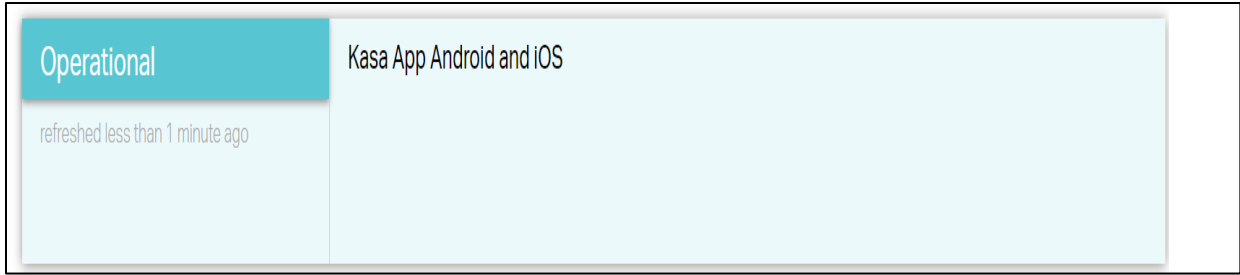 Operational
Kasa App Android and iOS
refreshed less than 1 minute ago